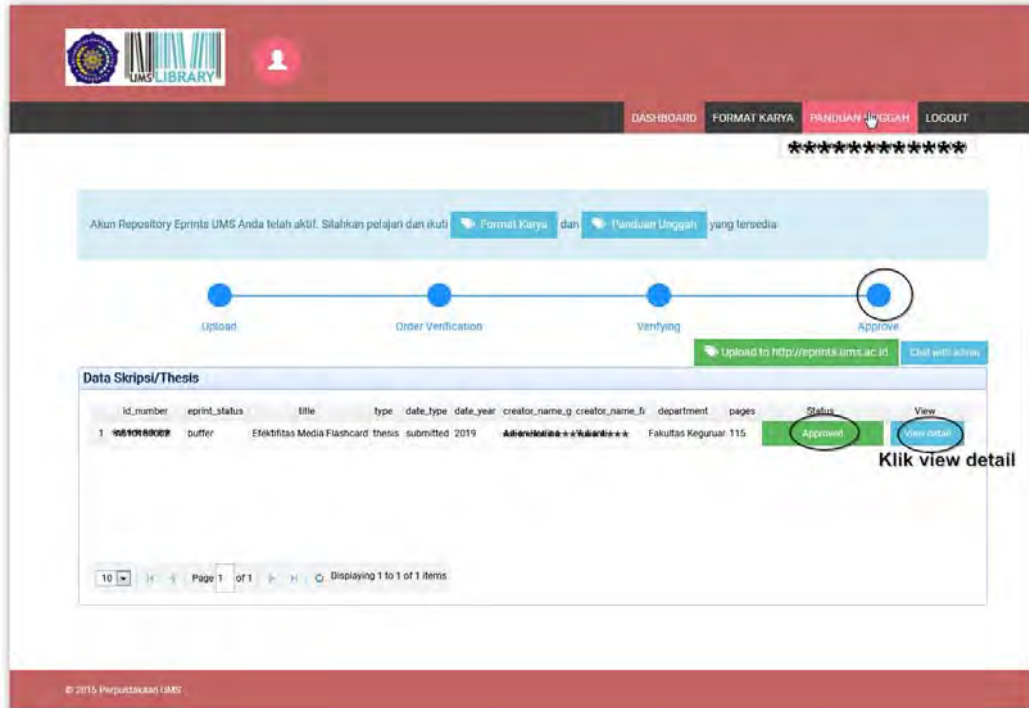 UMS LIBRARY
DASHBOARD FORMAT KARYA PANDUAN UNGGAH LOGOUT
************
Akun Repository Eprints UMS Anda telah aktif. Silahkan pelajari dan ikuti Format Karya dan Panduan Unggah yang tersedia
Upload Order Verification Verifying Approve
Upload to http://eprints.ums.ac.id Chat with admin
Data Skripsi/Thesis
id_number eprint_status title type date_type date_year creator_name_g creator_name_fa department pages Status View
1 buffer Efektifitas Media Flashcard thesis submitted 2019 Fakultas Keguruar 115 Approved View detail
Klik view detail
10 Page 1 of 1 Displaying 1 to 1 of 1 items
© 2015 Perpustakaan UMS